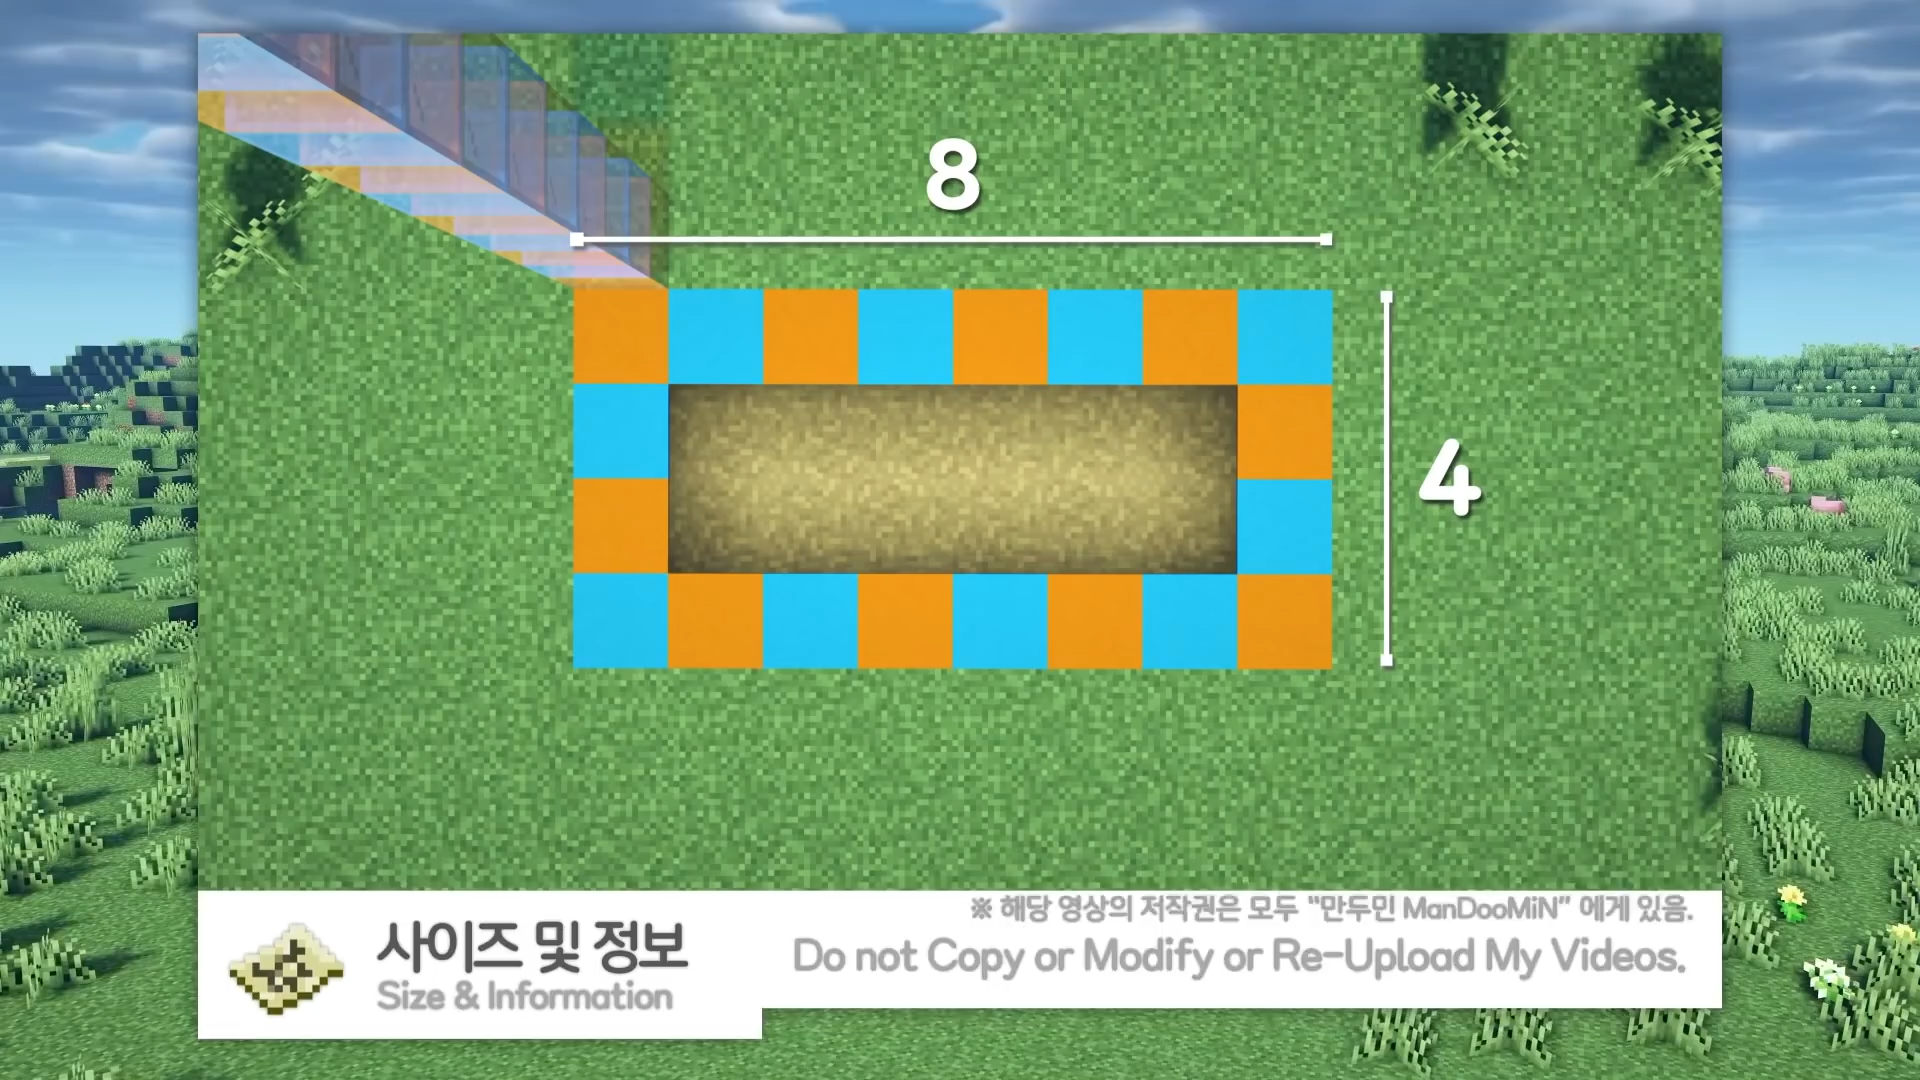 8
4
※ 해당 영상의 저작권은 모두 "만두민 ManDooMiN" 에게 있음.
Do not Copy or Modify or Re-Upload My Videos.
사이즈 및 정보
Size & Information